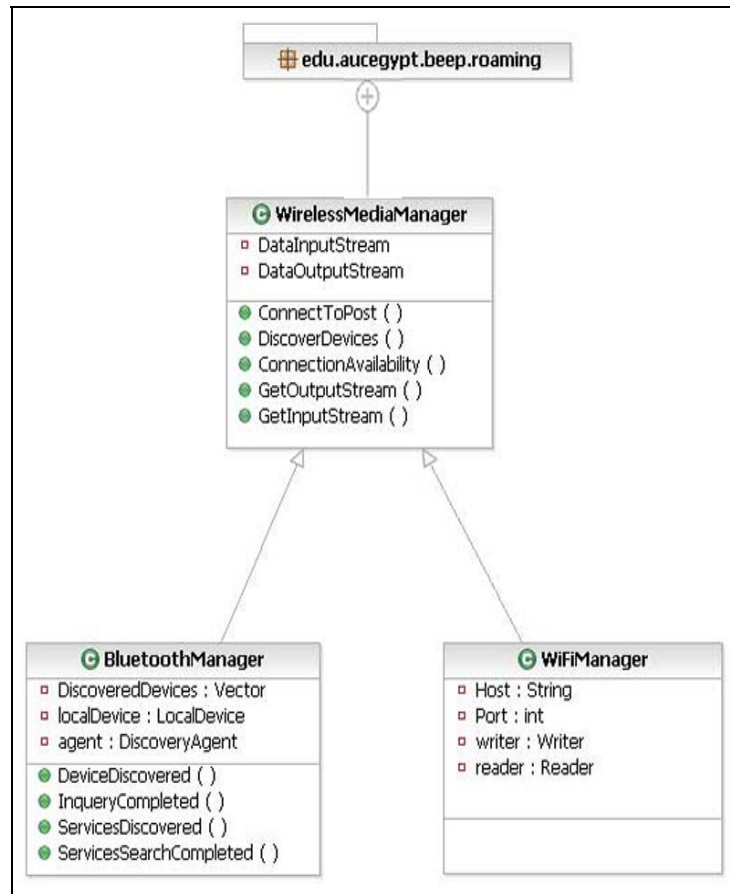 edu.aucegypt.beep.roaming
WirelessMediaManager
DataInputStream
DataOutputStream
ConnectToPost ( )
DiscoverDevices ( )
ConnectionAvailability ( )
GetOutputStream ( )
GetInputStream ( )
BluetoothManager
DiscoveredDevices : Vector
localDevice : LocalDevice
agent : DiscoveryAgent
DeviceDiscovered ( )
InqueryCompleted ( )
ServicesDiscovered ( )
ServicesSearchCompleted ( )
WiFiManager
Host : String
Port : int
writer : Writer
reader : Reader